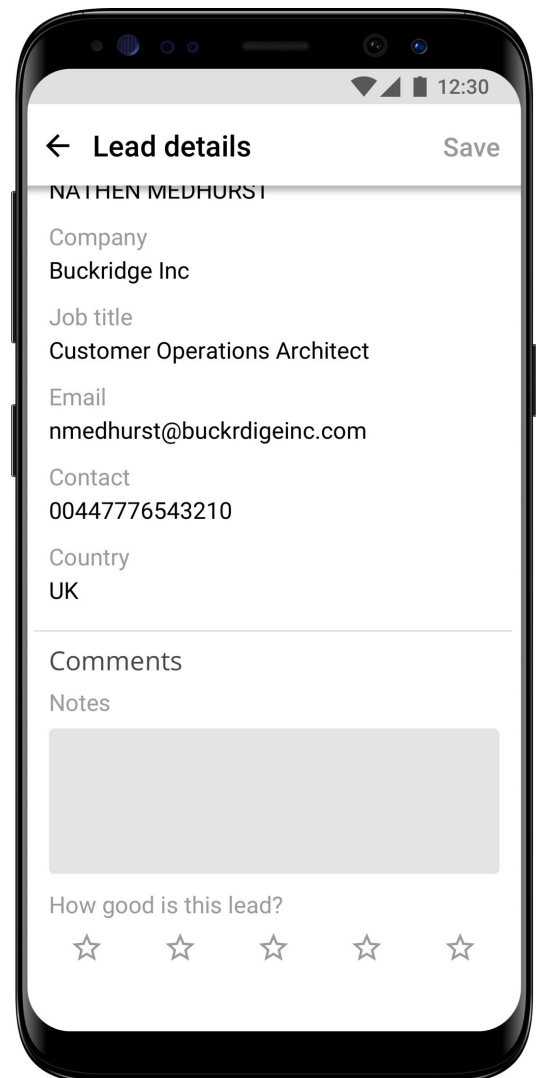 12:30
Lead details Save
NATHEN MEDHURST
Company
Buckridge Inc
Job title
Customer Operations Architect
Email
nmedhurst@buckrdigeinc.com
Contact
00447776543210
Country
UK
Comments
Notes
How good is this lead?